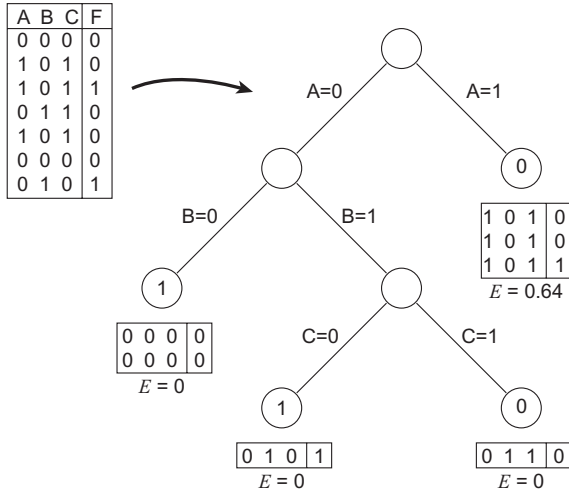 A B C F
0 0 0 0
1 0 1 0
1 0 1 1
0 1 1 0
1 0 1 0
0 0 0 0
0 1 0 1
A=0
A=1
0
1 0 1 0
1 0 1 0
1 0 1 1
E = 0.64
B=0
B=1
1
0 0 0 0
0 0 0 0
E = 0
C=0
C=1
1
0
0 1 0 1
E = 0
0 1 1 0
E = 0